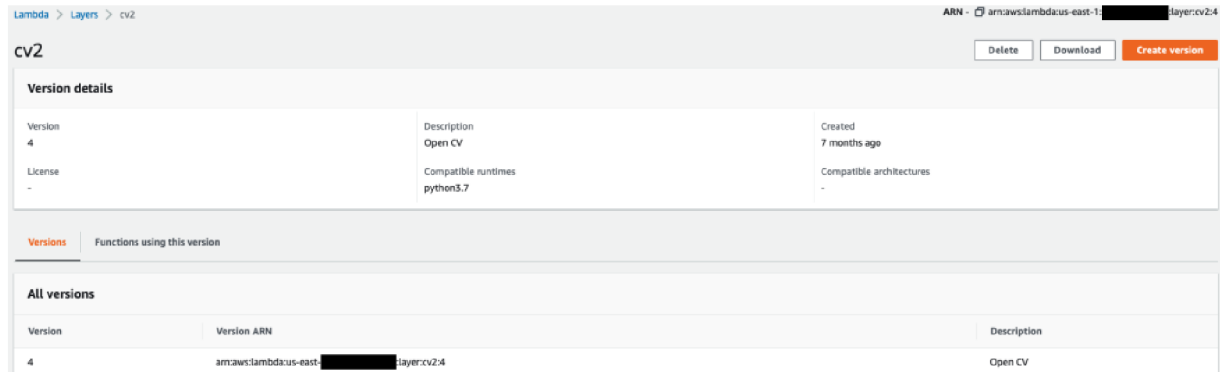 Lambda > Layers > cv2
ARN - arn:aws:lambda:us-east-1: :layer:cv2:4
cv2
Delete Download Create version
Version details
Version Description Created
4 Open CV 7 months ago
License Compatible runtimes Compatible architectures
- python3.7 -
Versions Functions using this version
All versions
Version Version ARN Description
4 arn:aws:lambda:us-east- :layer:cv2:4 Open CV